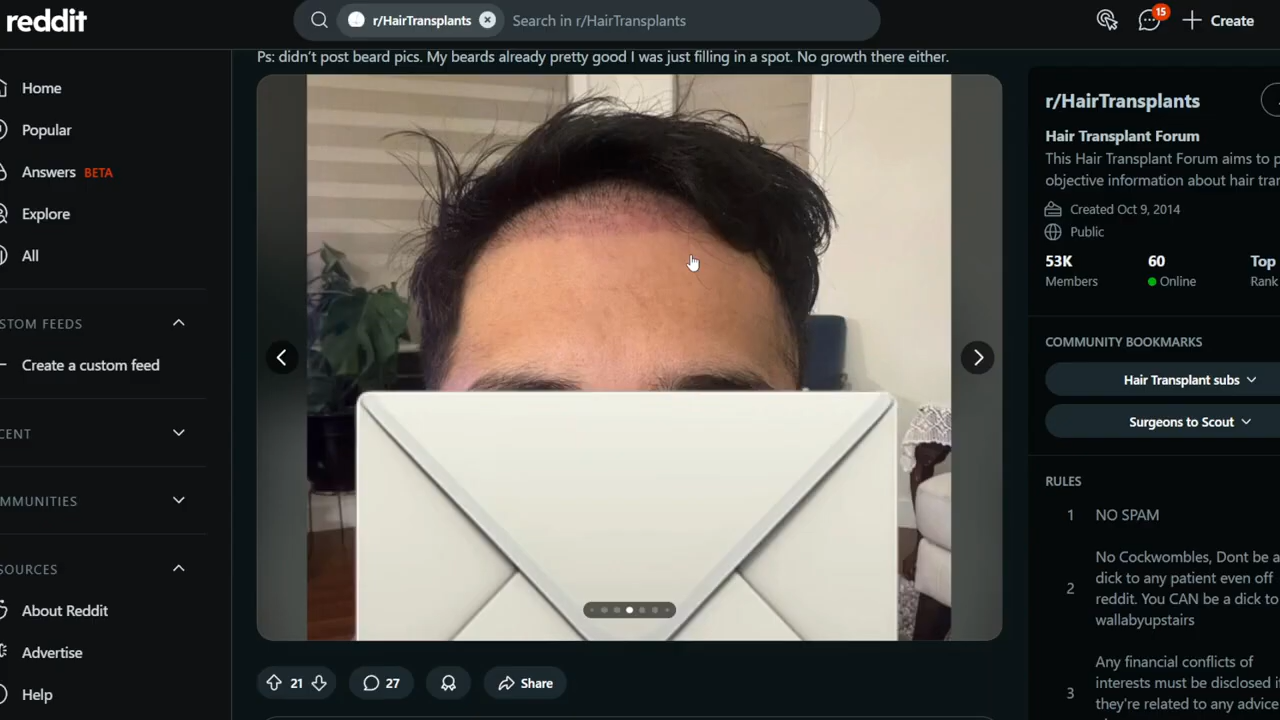 reddit
r/HairTransplants
Search in r/HairTransplants
15
Create
Home
Popular
Answers BETA
Explore
All
STOM FEEDS
Create a custom feed
CENT
MMUNITIES
SOURCES
About Reddit
Advertise
Help
Ps: didn't post beard pics. My beards already pretty good I was just filling in a spot. No growth there either.
21
27
Share
r/HairTransplants
Hair Transplant Forum
This Hair Transplant Forum aims to p
objective information about hair tra
Created Oct 9, 2014
Public
53K
Members
60
Online
Top
Rank
COMMUNITY BOOKMARKS
Hair Transplant subs
Surgeons to Scout
RULES
1
NO SPAM
2
No Cockwombles, Dont be a
dick to any patient even off
reddit. You CAN be a dick to
wallabyupstairs
3
Any financial conflicts of
interests must be disclosed i
they're related to any advice